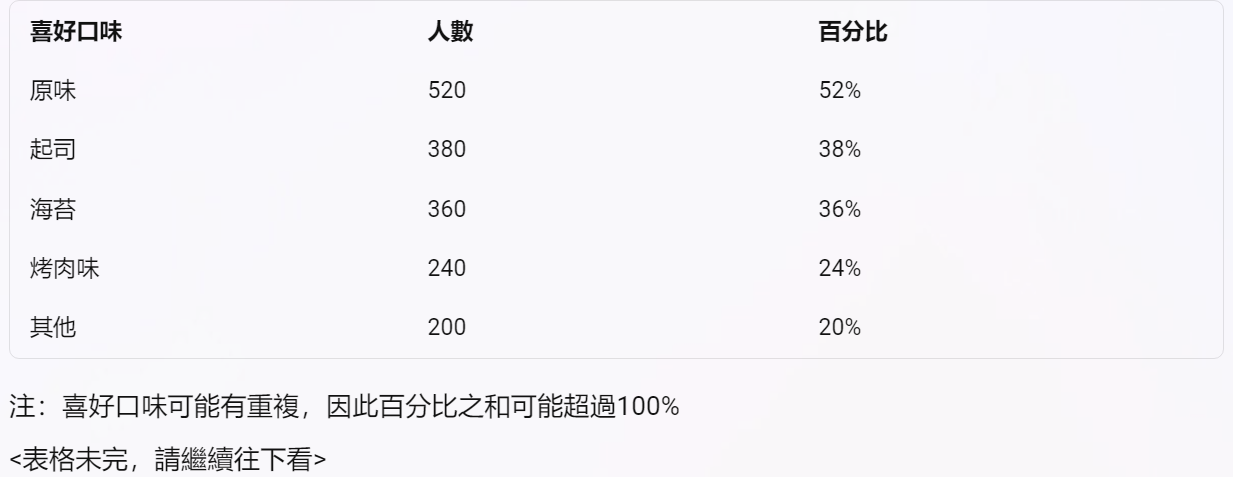 喜好口味 人數 百分比
原味 520 52%
起司 380 38%
海苔 360 36%
烤肉味 240 24%
其他 200 20%
注：喜好口味可能有重複，因此百分比之和可能超過100%
<表格未完，請繼續往下看>